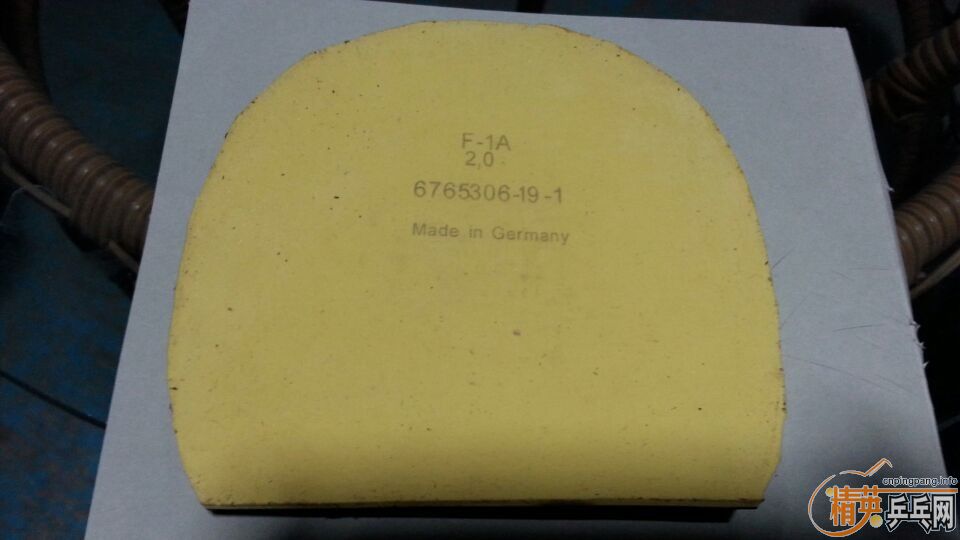 F-1A
2,0
6765306-19-1
Made in Germany
cnpingpang.info
精英乒乓网